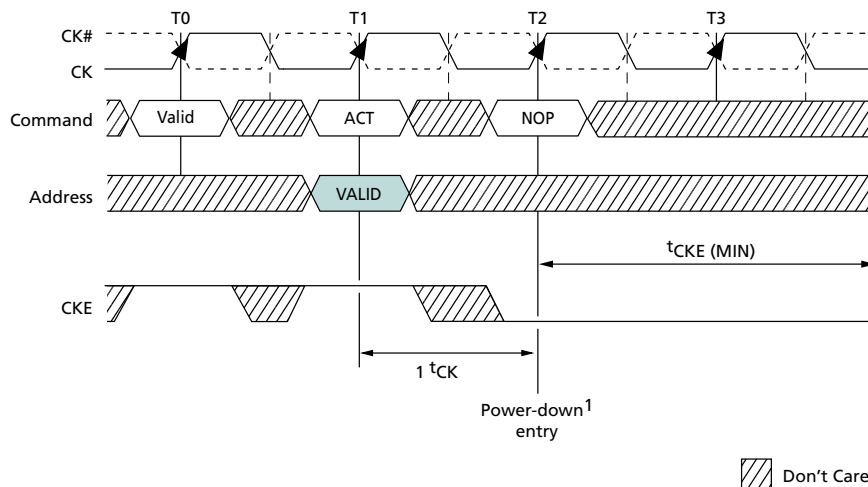 T0 T1 T2 T3
CK#
CK
Command Valid ACT NOP
Address VALID
tCKE (MIN)
CKE
1 tCK
Power-down1
entry
Don't Care